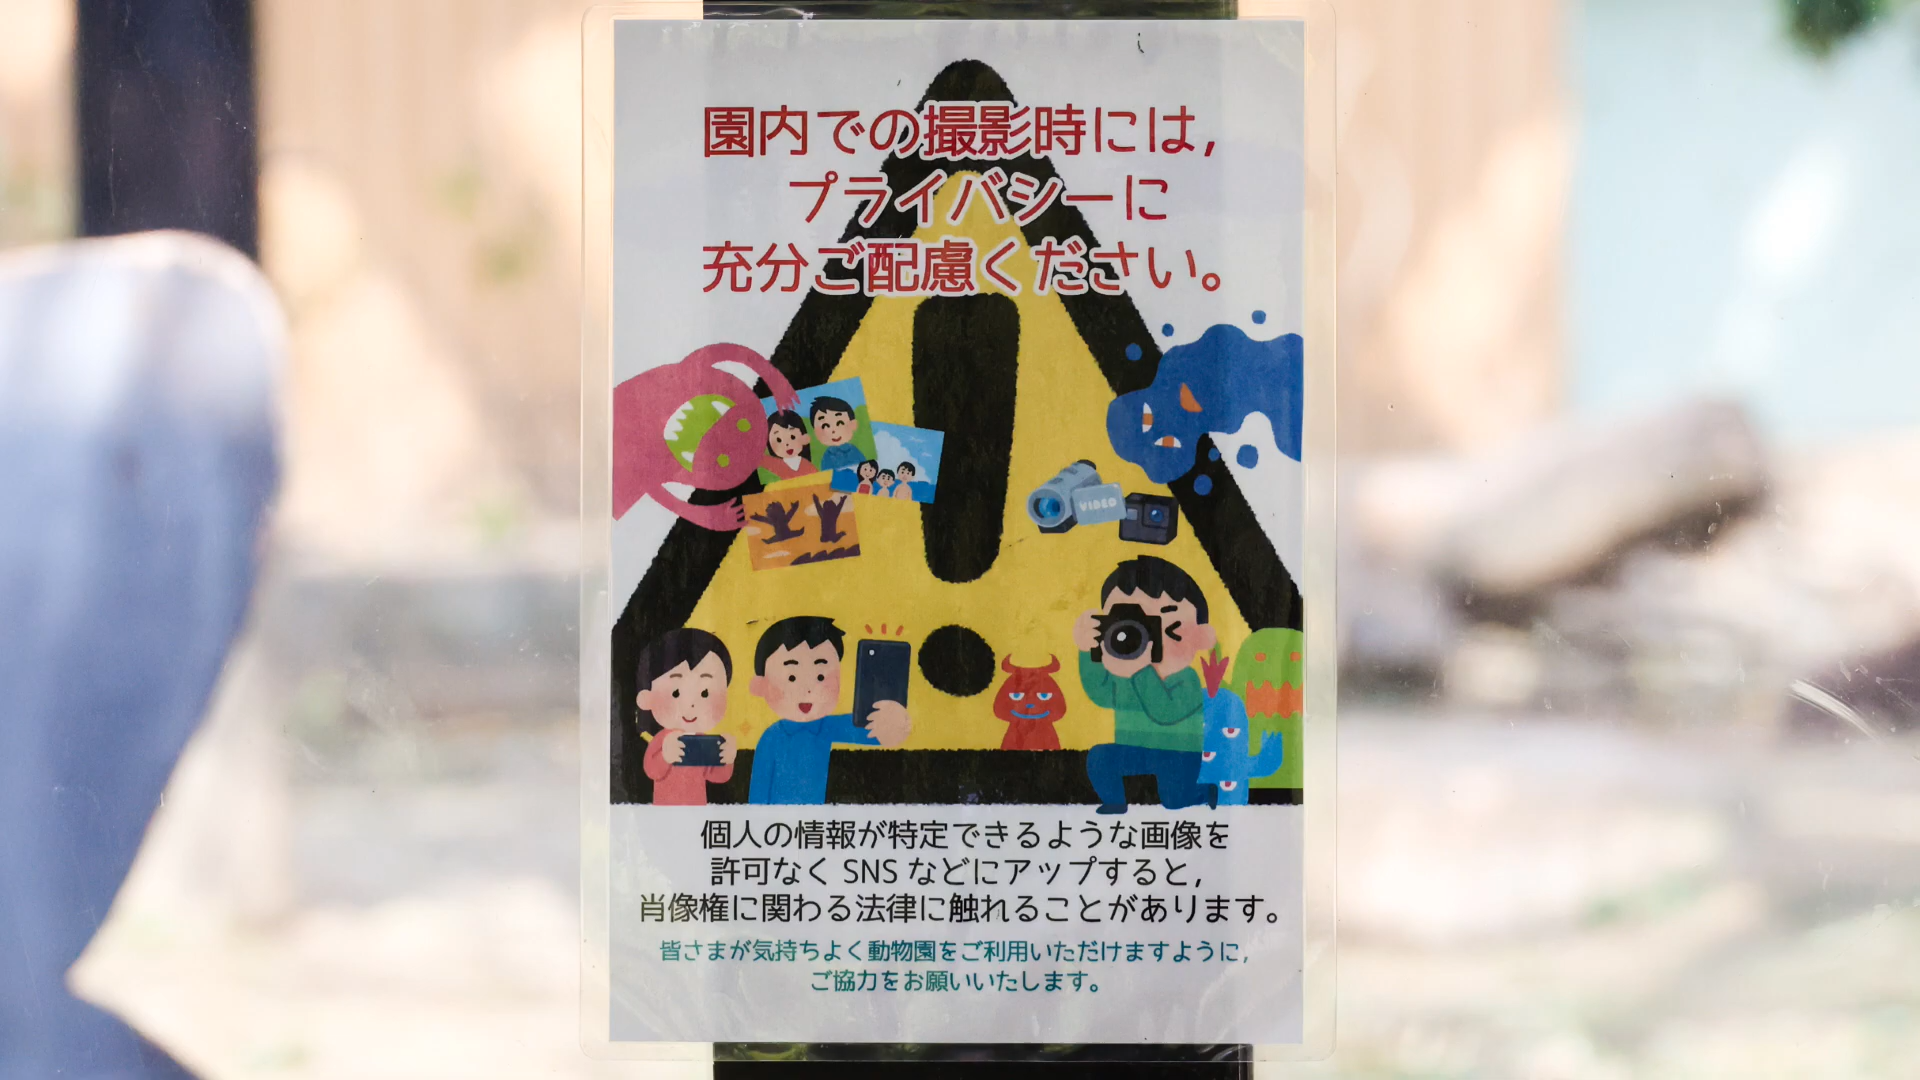 園内での撮影時には,
プライバシーに
充分ご配慮ください。
VIDEO
個人の情報が特定できるような画像を
許可なく SNS などにアップすると,
肖像権に関わる法律に触れることがあります。
皆さまが気持ちよく動物園をご利用いただけますように,
ご協力をお願いいたします。